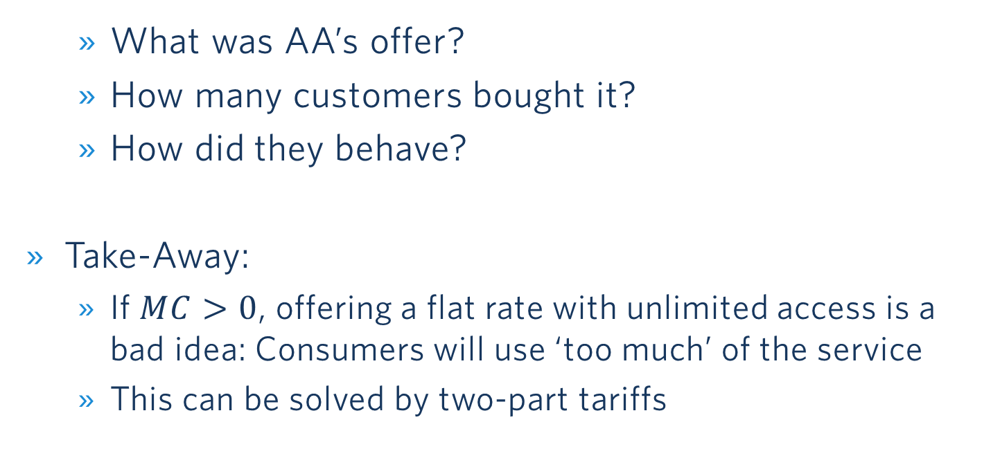 » What was AA’s offer?
» How many customers bought it?
» How did they behave?
» Take-Away:
» If 𝑀𝐶 > 0, offering a flat rate with unlimited access is a
bad idea: Consumers will use ‘too much’ of the service
» This can be solved by two-part tariffs